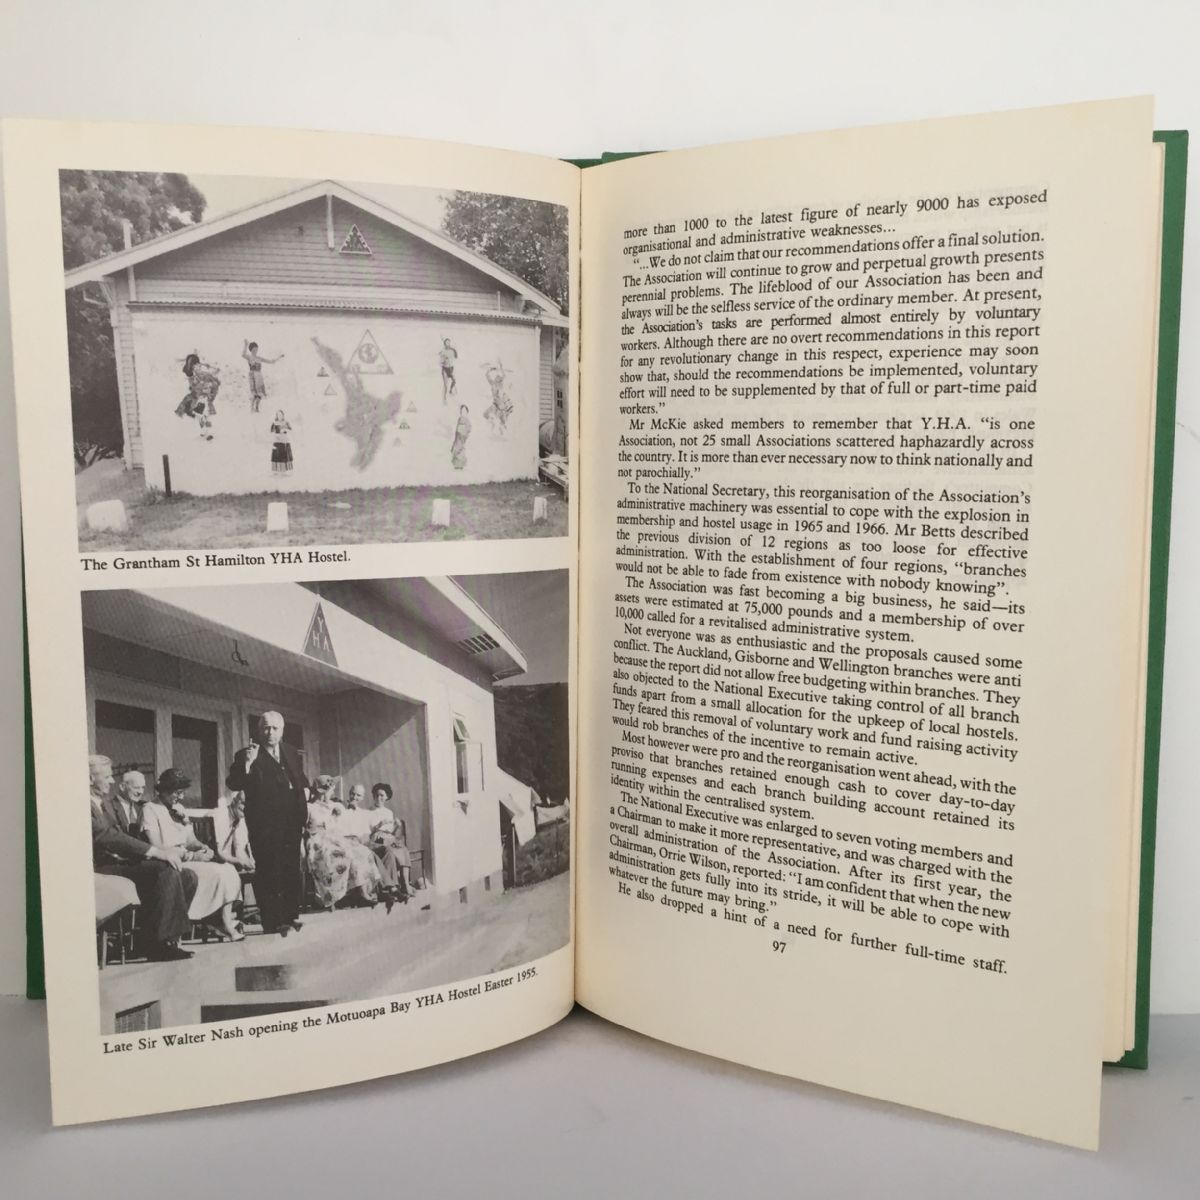 The Grantham St Hamilton YHA Hostel.
Y
H A
Late Sir Walter Nash opening the Motuoapa Bay YHA Hostel Easter 1955.
more than 1000 to the latest figure of nearly 9000 has exposed
organisational and administrative weaknesses...
"...We do not claim that our recommendations offer a final solution.
The Association will continue to grow and perpetual growth presents
perennial problems. The lifeblood of our Association has been and
always will be the selfless service of the ordinary member. At present,
the Association's tasks are performed almost entirely by voluntary
workers. Although there are no overt recommendations in this report
for any revolutionary change in this respect, experience may soon
show that, should the recommendations be implemented, voluntary
effort will need to be supplemented by that of full or part-time paid
workers."
Mr McKie asked members to remember that Y.H.A. "is one
Association, not 25 small Associations scattered haphazardly across
the country. It is more than ever necessary now to think nationally and
not parochially."
To the National Secretary, this reorganisation of the Association's
administrative machinery was essential to cope with the explosion in
membership and hostel usage in 1965 and 1966. Mr Betts described
the previous division of 12 regions as too loose for effective
administration. With the establishment of four regions, "branches
would not be able to fade from existence with nobody knowing".
The Association was fast becoming a big business, he said—its
assets were estimated at 75,000 pounds and a membership of over
10,000 called for a revitalised administrative system.
Not everyone was as enthusiastic and the proposals caused some
conflict. The Auckland, Gisborne and Wellington branches were anti
because the report did not allow free budgeting within branches. They
also objected to the National Executive taking control of all branch
funds apart from a small allocation for the upkeep of local hostels.
They feared this removal of voluntary work and fund raising activity
would rob branches of the incentive to remain active.
Most however were pro and the reorganisation went ahead, with the
proviso that branches retained enough cash to cover day-to-day
running expenses and each branch building account retained its
identity within the centralised system.
The National Executive was enlarged to seven voting members and
a Chairman to make it more representative, and was charged with the
overall administration of the Association. After its first year, the
Chairman, Orrie Wilson, reported: "I am confident that when the new
administration gets fully into its stride, it will be able to cope with
whatever the future may bring."
He also dropped a hint of a need for further full-time staff.
97